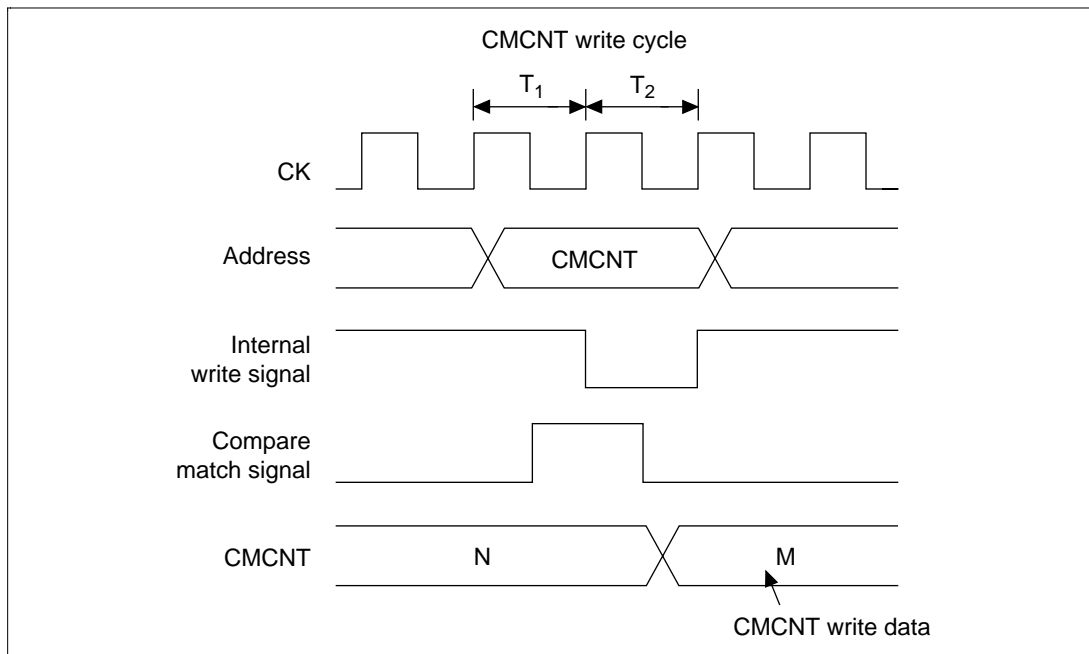 CMCNT write cycle
T1
T2
CK
Address
CMCNT
Internal
write signal
Compare
match signal
CMCNT
N
M
CMCNT write data